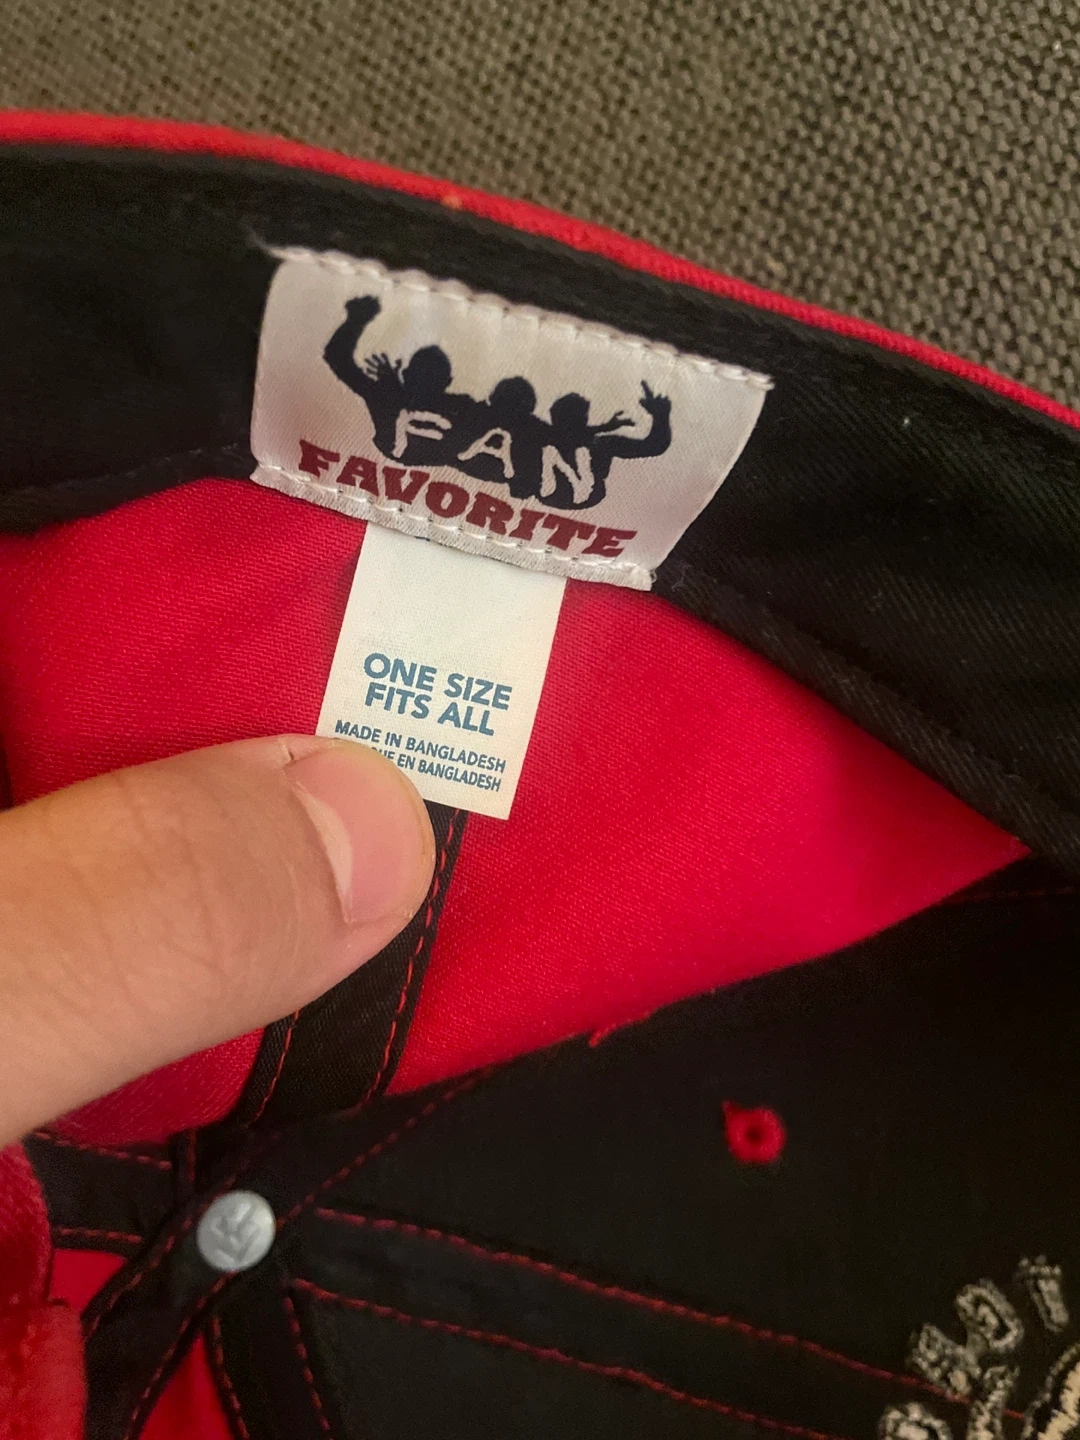 FAN
FAVORITE
ONE SIZE
FITS ALL
MADE IN BANGLADESH
EN BANGLADESH